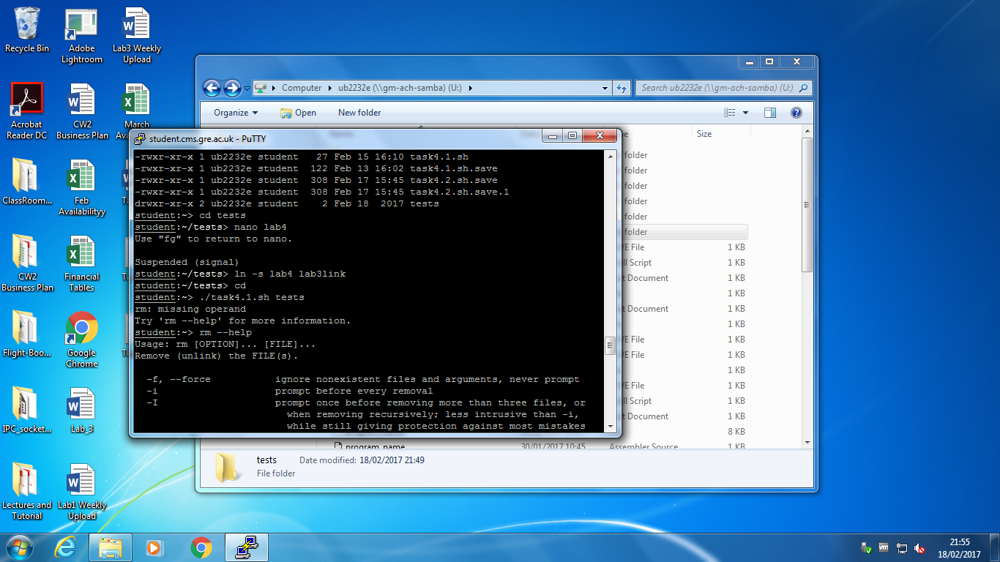 Recycle Bin
Adobe
Lightroom
Lab3 Weekly
Upload
Acrobat
Reader DC
CW2
Business Plan
March
ClassRoom...
Feb
Availabilityy
CW2
Business Plan
Financial
Tables
Flight-Boo...
Google
Chrome
IPC_socket...
Lab_3
Lectures and
Tutorial
Lab1 Weekly
Upload
Computer ub2232e (\\gm-ach-samba) (U:)
Search ub2232e (\\gm-ach-samba) (U:)
Organize Open New folder
Size
student.cms.gre.ac.uk - PuTTY
-rwxr-xr-x 1 ub2232e student 27 Feb 15 16:10 task4.1.sh
-rwxr-xr-x 1 ub2232e student 122 Feb 13 16:02 task4.1.sh.save
-rwxr-xr-x 1 ub2232e student 308 Feb 17 15:45 task4.2.sh.save
-rwxr-xr-x 1 ub2232e student 308 Feb 17 15:45 task4.2.sh.save.1
drwxr-xr-x 2 ub2232e student 2 Feb 18 2017 tests
student:~> cd tests
student:~/tests> nano lab4
Use "fg" to return to nano.
Suspended (signal)
student:~/tests> ln -s lab4 lab3link
student:~/tests> cd
student:~> ./task4.1.sh tests
rm: missing operand
Try 'rm --help' for more information.
student:~> rm --help
Usage: rm [OPTION]... [FILE]...
Remove (unlink) the FILE(s).
-f, --force ignore nonexistent files and arguments, never prompt
-i prompt before every removal
-I prompt once before removing more than three files, or
when removing recursively; less intrusive than -i,
while still giving protection against most mistakes
folder
folder
folder
folder
folder
folder
E File 1 KB
ll Script 1 KB
t Document 1 KB
1 KB
t Document 1 KB
1 KB
E File 1 KB
E File 1 KB
1 KB
E File 1 KB
ll Script 1 KB
t Document 1 KB
8 KB
program_name 30/01/2017 10:45 Assembler Source 1 KB
tests Date modified: 18/02/2017 21:49
File folder
21:55
18/02/2017